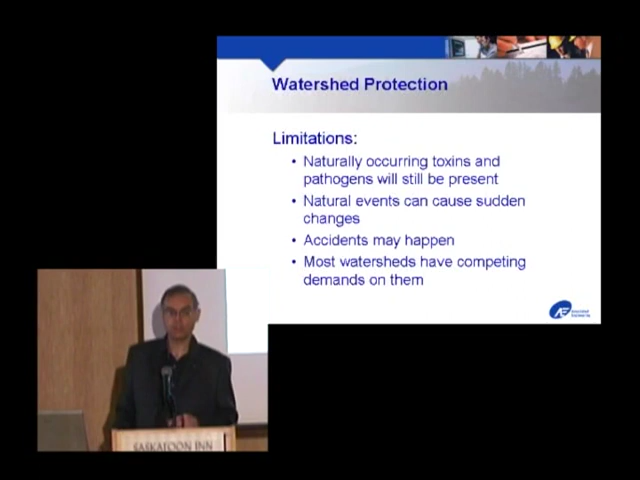 Watershed Protection
Limitations:
• Naturally occurring toxins and
pathogens will still be present
• Natural events can cause sudden
changes
• Accidents may happen
• Most watersheds have competing
demands on them
AE
SASKATOON INN